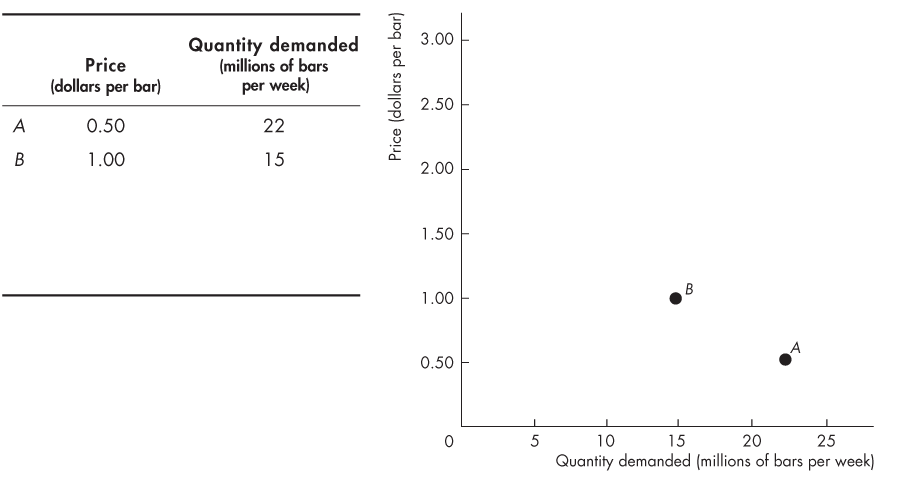 Price
(dollars per bar)
Quantity demanded
(millions of bars
per week)
A 0.50 22
B 1.00 15
Price (dollars per bar)
3.00
2.50
2.00
1.50
1.00
0.50
B
A
0 5 10 15 20 25
Quantity demanded (millions of bars per week)